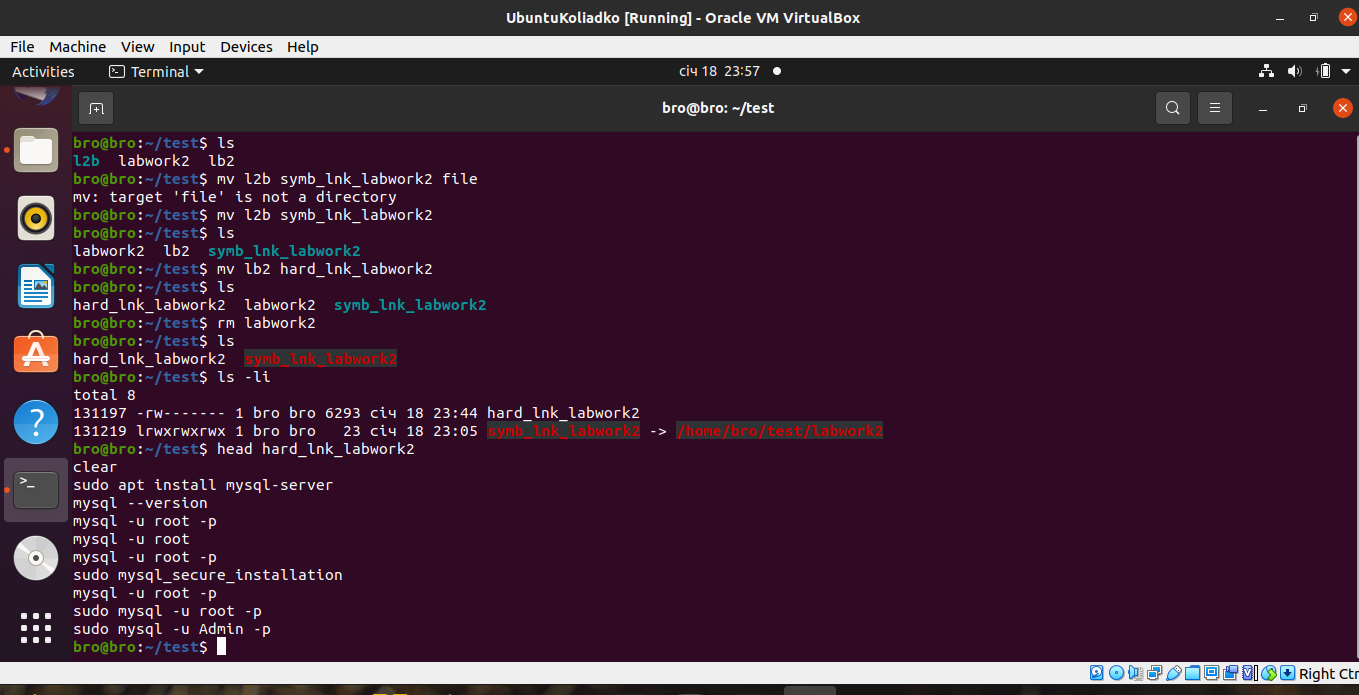 UbuntuKoliadko [Running] - Oracle VM VirtualBox
File Machine View Input Devices Help
Activities Terminal січ 18 23:57
bro@bro: ~/test
bro@bro:~/test$ ls
l2b labwork2 lb2
bro@bro:~/test$ mv l2b symb_lnk_labwork2 file
mv: target 'file' is not a directory
bro@bro:~/test$ mv l2b symb_lnk_labwork2
bro@bro:~/test$ ls
labwork2 lb2 symb_lnk_labwork2
bro@bro:~/test$ mv lb2 hard_lnk_labwork2
bro@bro:~/test$ ls
hard_lnk_labwork2 labwork2 symb_lnk_labwork2
bro@bro:~/test$ rm labwork2
bro@bro:~/test$ ls
hard_lnk_labwork2 symb_lnk_labwork2
bro@bro:~/test$ ls -li
total 8
131197 -rw------- 1 bro bro 6293 січ 18 23:44 hard_lnk_labwork2
131219 lrwxrwxrwx 1 bro bro 23 січ 18 23:05 symb_lnk_labwork2 -> /home/bro/test/labwork2
bro@bro:~/test$ head hard_lnk_labwork2
clear
sudo apt install mysql-server
mysql --version
mysql -u root -p
mysql -u root
mysql -u root -p
sudo mysql_secure_installation
mysql -u root -p
sudo mysql -u root -p
sudo mysql -u Admin -p
bro@bro:~/test$
Right Ctr